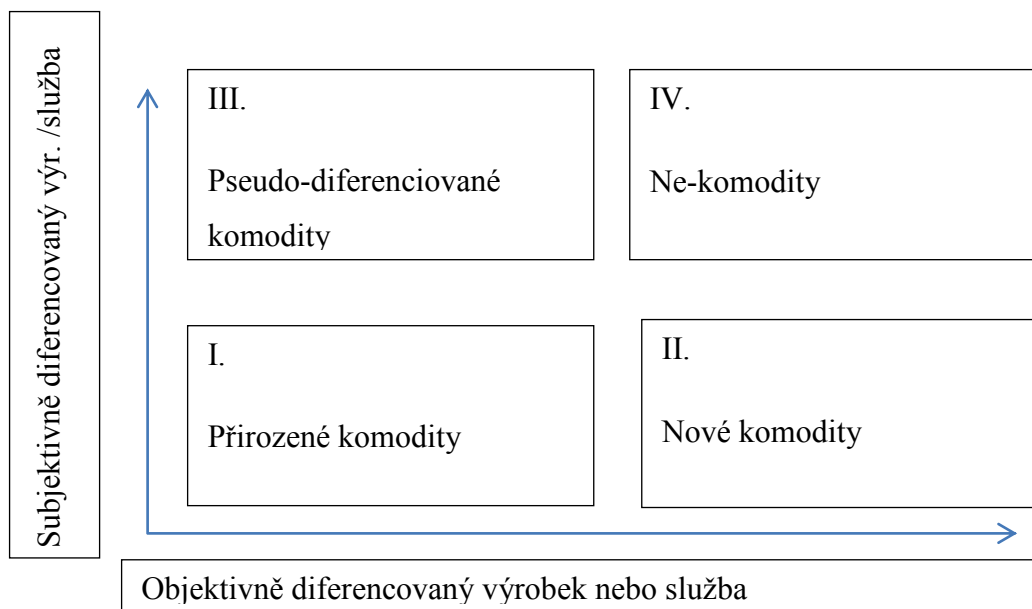 Subjektivně diferencovaný výr. /služba
III.
Pseudo-diferenciované
komodity
IV.
Ne-komodity
I.
Přirozené komodity
II.
Nové komodity
Objektivně diferencovaný výrobek nebo služba